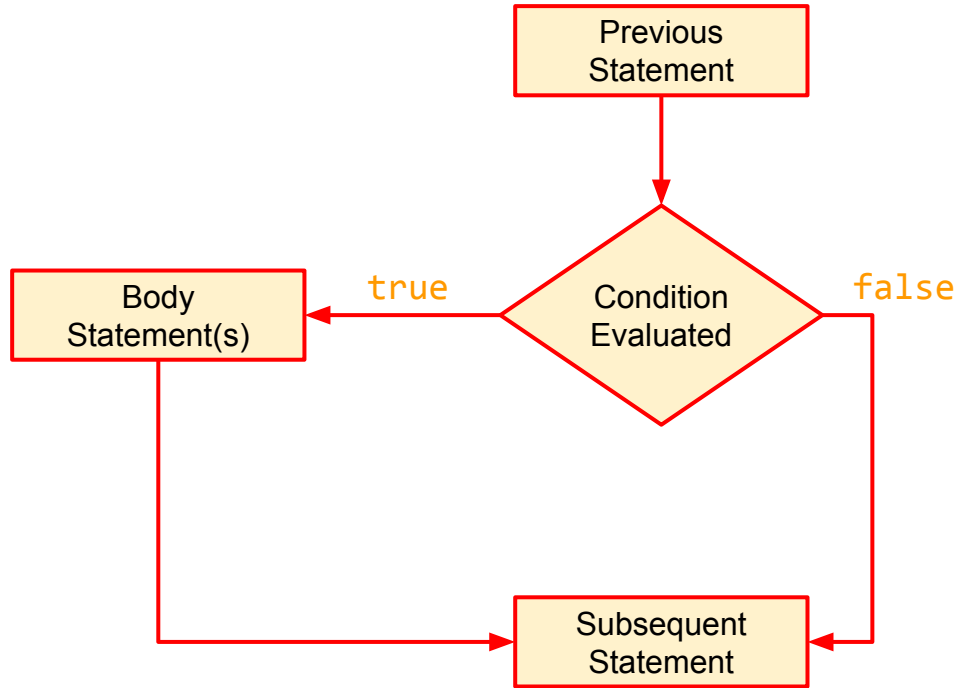 Previous
Statement
true
false
Condition
Evaluated
Body
Statement(s)
Subsequent
Statement